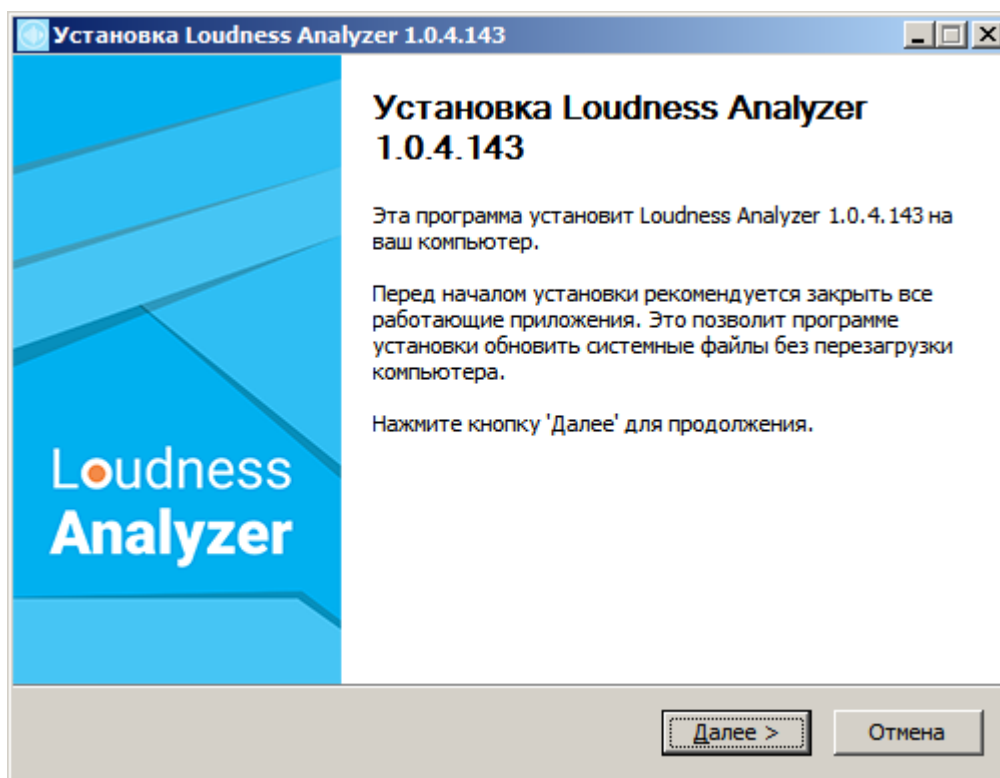 Установка Loudness Analyzer 1.0.4.143
Установка Loudness Analyzer
1.0.4.143
Эта программа установит Loudness Analyzer 1.0.4.143 на
ваш компьютер.
Перед началом установки рекомендуется закрыть все
работающие приложения. Это позволит программе
установки обновить системные файлы без перезагрузки
компьютера.
Нажмите кнопку 'Далее' для продолжения.
Loudness
Analyzer
Далее >
Отмена